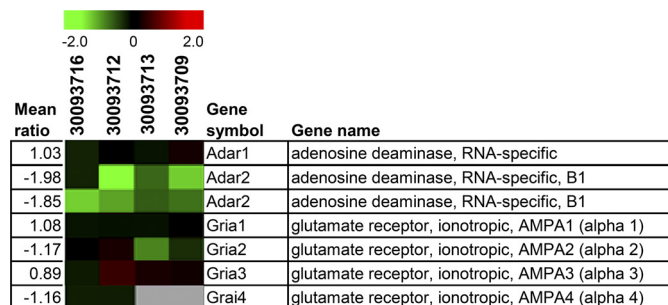 -2.0 0 2.0
30093716 30093712 30093713 30093709
Mean ratio Gene symbol Gene name
1.03 Adar1 adenosine deaminase, RNA-specific
-1.98 Adar2 adenosine deaminase, RNA-specific, B1
-1.85 Adar2 adenosine deaminase, RNA-specific, B1
1.08 Gria1 glutamate receptor, ionotropic, AMPA1 (alpha 1)
-1.17 Gria2 glutamate receptor, ionotropic, AMPA2 (alpha 2)
0.89 Gria3 glutamate receptor, ionotropic, AMPA3 (alpha 3)
-1.16 Grai4 glutamate receptor, ionotropic, AMPA4 (alpha 4)